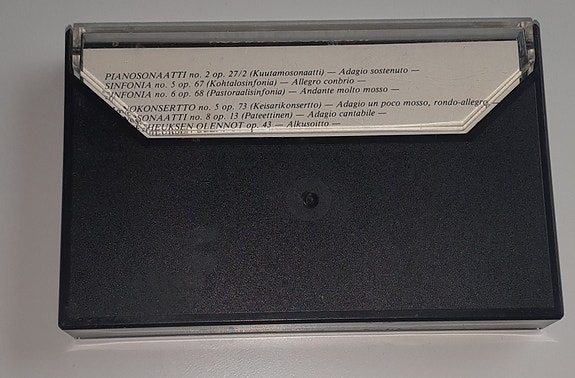 PIANOSONAATTI no. 2 op. 27/2 (Kuutamosonaatti) — Adagio sostenuto —
SINFONIA no. 5 op. 67 (Kohtalosinfonia) — Allegro conbrio —
SINFONIA no. 6 op. 68 (Pastoraalisinfonia) — Andante molto mosso —
NOKONSERTTO no. 5 op. 73 (Keisarikonsertto) — Adagio un poco mosso, rondo-allegro —
SONAATTI no. 8 op. 13 (Pateettinen) — Adagio cantabile —
HEUKSEN OLENNOT op. 43 — Alkusoitto —